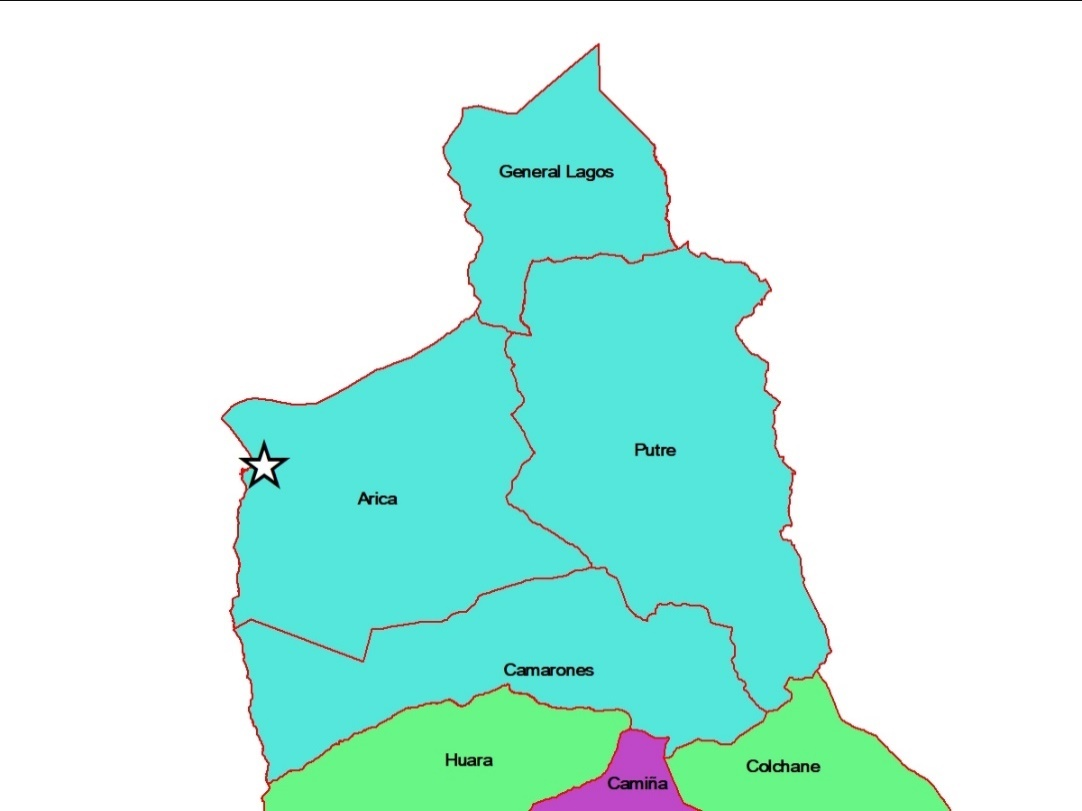 General Lagos
Putre
Arica
Camarones
Huara
Colchane
Camiña